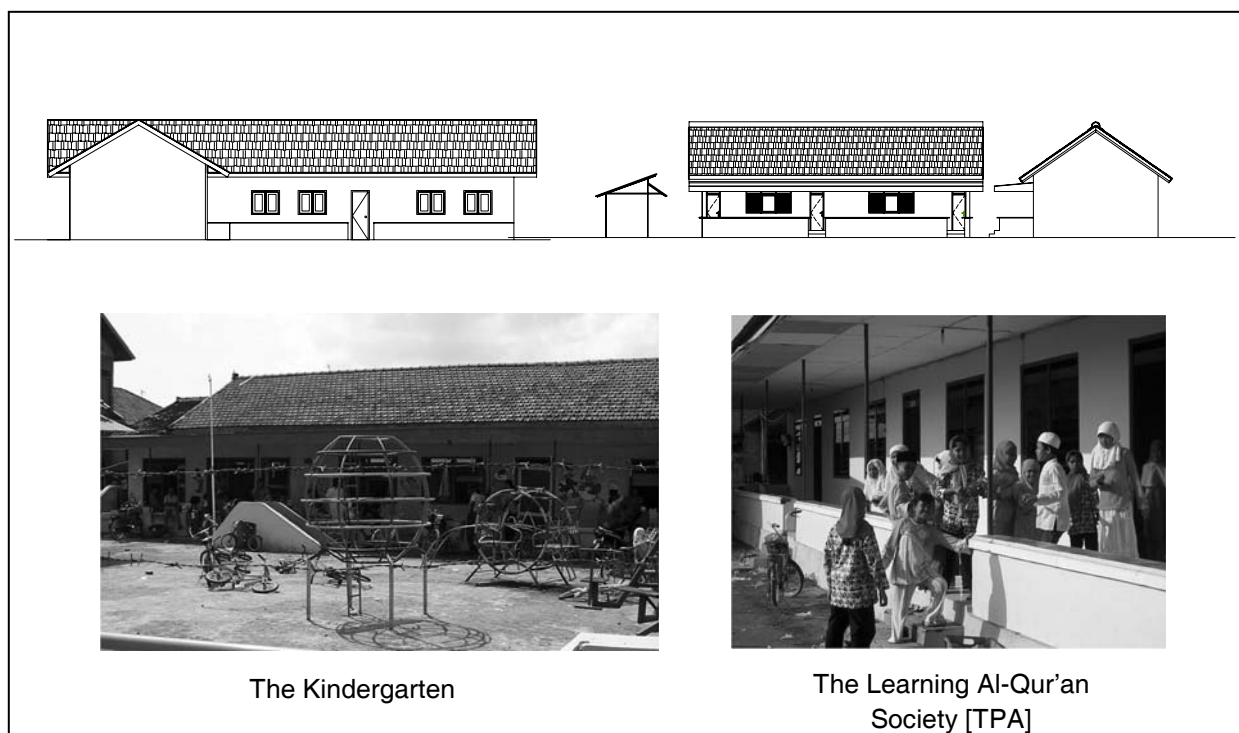 The Kindergarten
The Learning Al-Qur’an
Society [TPA]